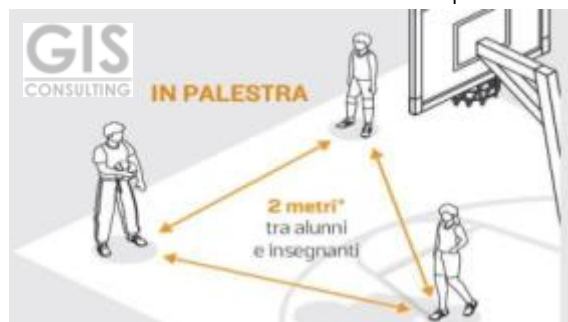 GIS
CONSULTING
IN PALESTRA
2 metri*
tra alunni
e insegnanti